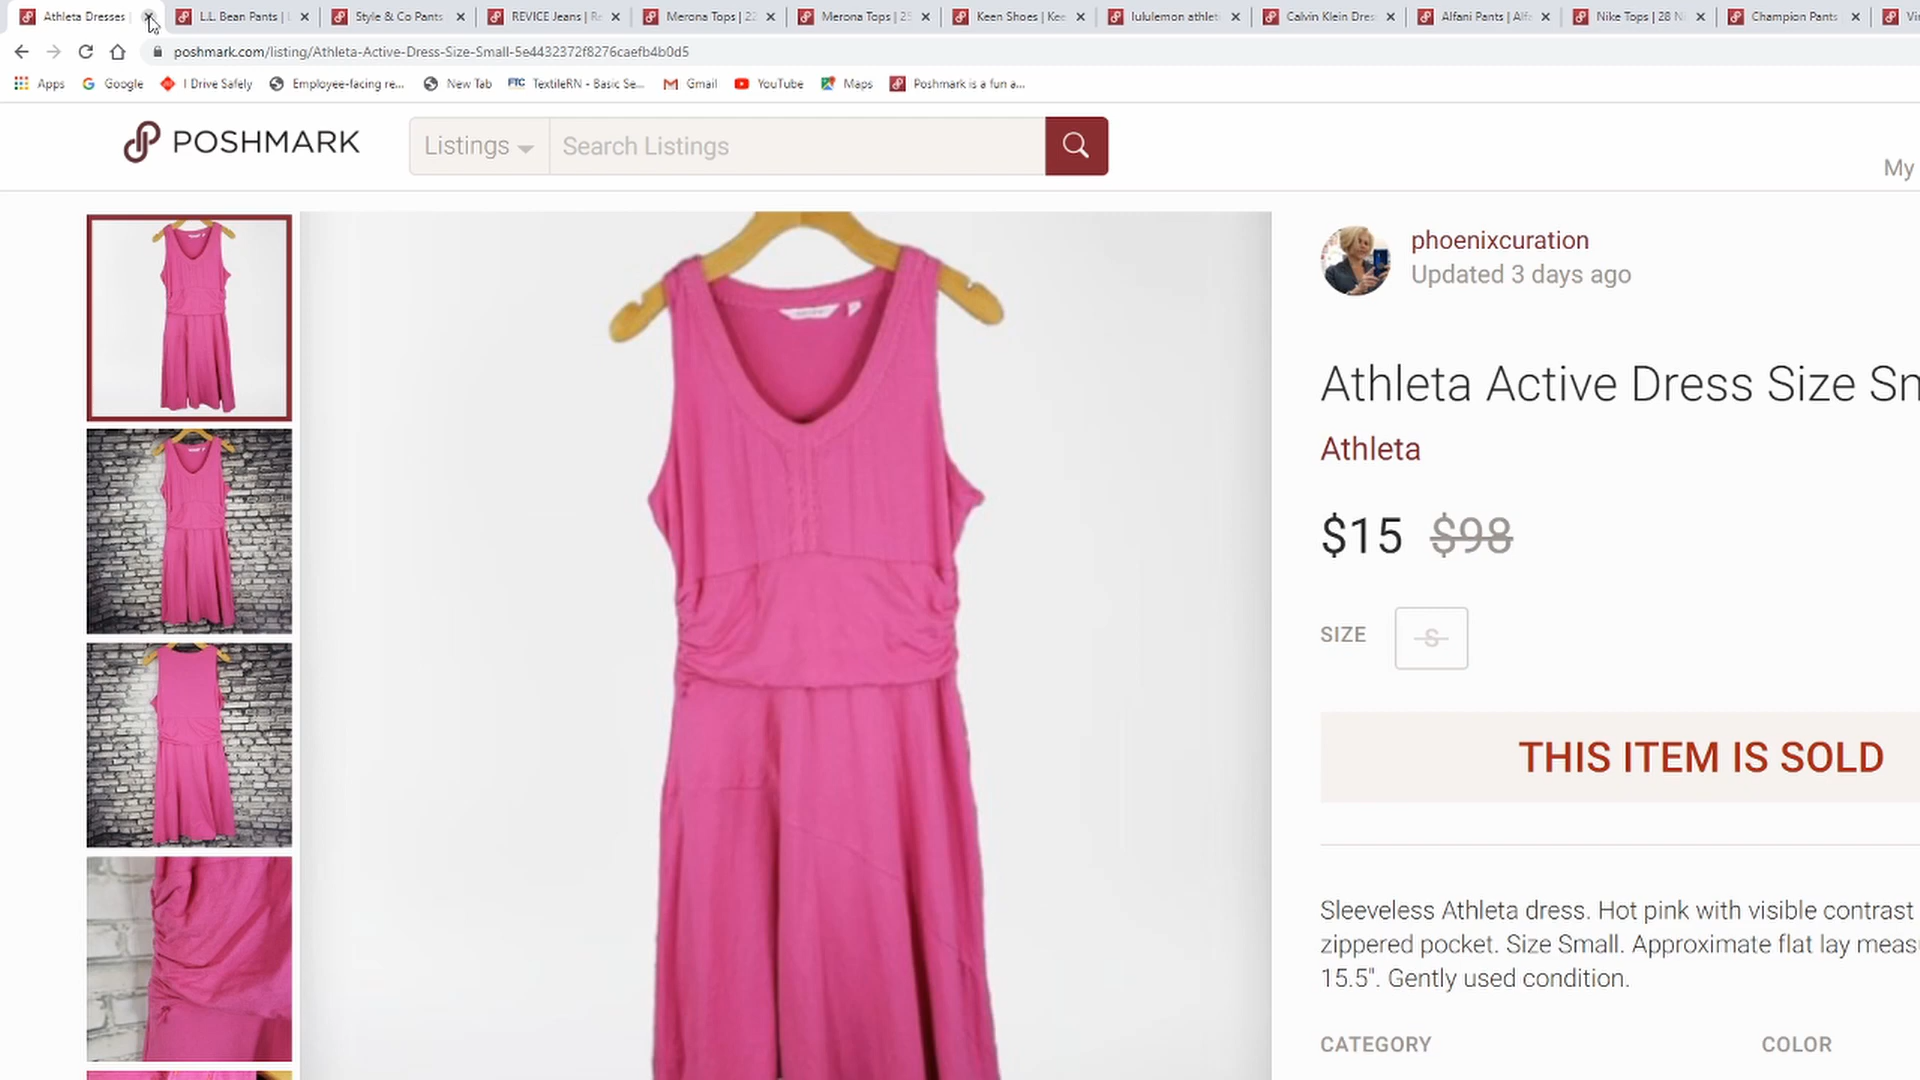 Athleta Dresses |
L.L. Bean Pants |
Style & Co Pants
REVICE Jeans |
Merona Tops |
Merona Tops |
Keen Shoes |
lululemon athlet
Calvin Klein Dres
Alfani Pants |
Nike Tops | 28
Champion Pants
poshmark.com/listing/Athleta-Active-Dress-Size-Small-5e4432372f8276caefb4b0d5
Apps
Google
I Drive Safely
Employee-facing re...
New Tab
FTC TextileRN - Basic Se...
Gmail
YouTube
Maps
Poshmark is a fun a...
POSHMARK
Listings
Search Listings
My
phoenixcuration
Updated 3 days ago
Athleta Active Dress Size Sn
Athleta
$15 $98
SIZE S
THIS ITEM IS SOLD
Sleeveless Athleta dress. Hot pink with visible contrast
zippered pocket. Size Small. Approximate flat lay meas
15.5". Gently used condition.
CATEGORY
COLOR